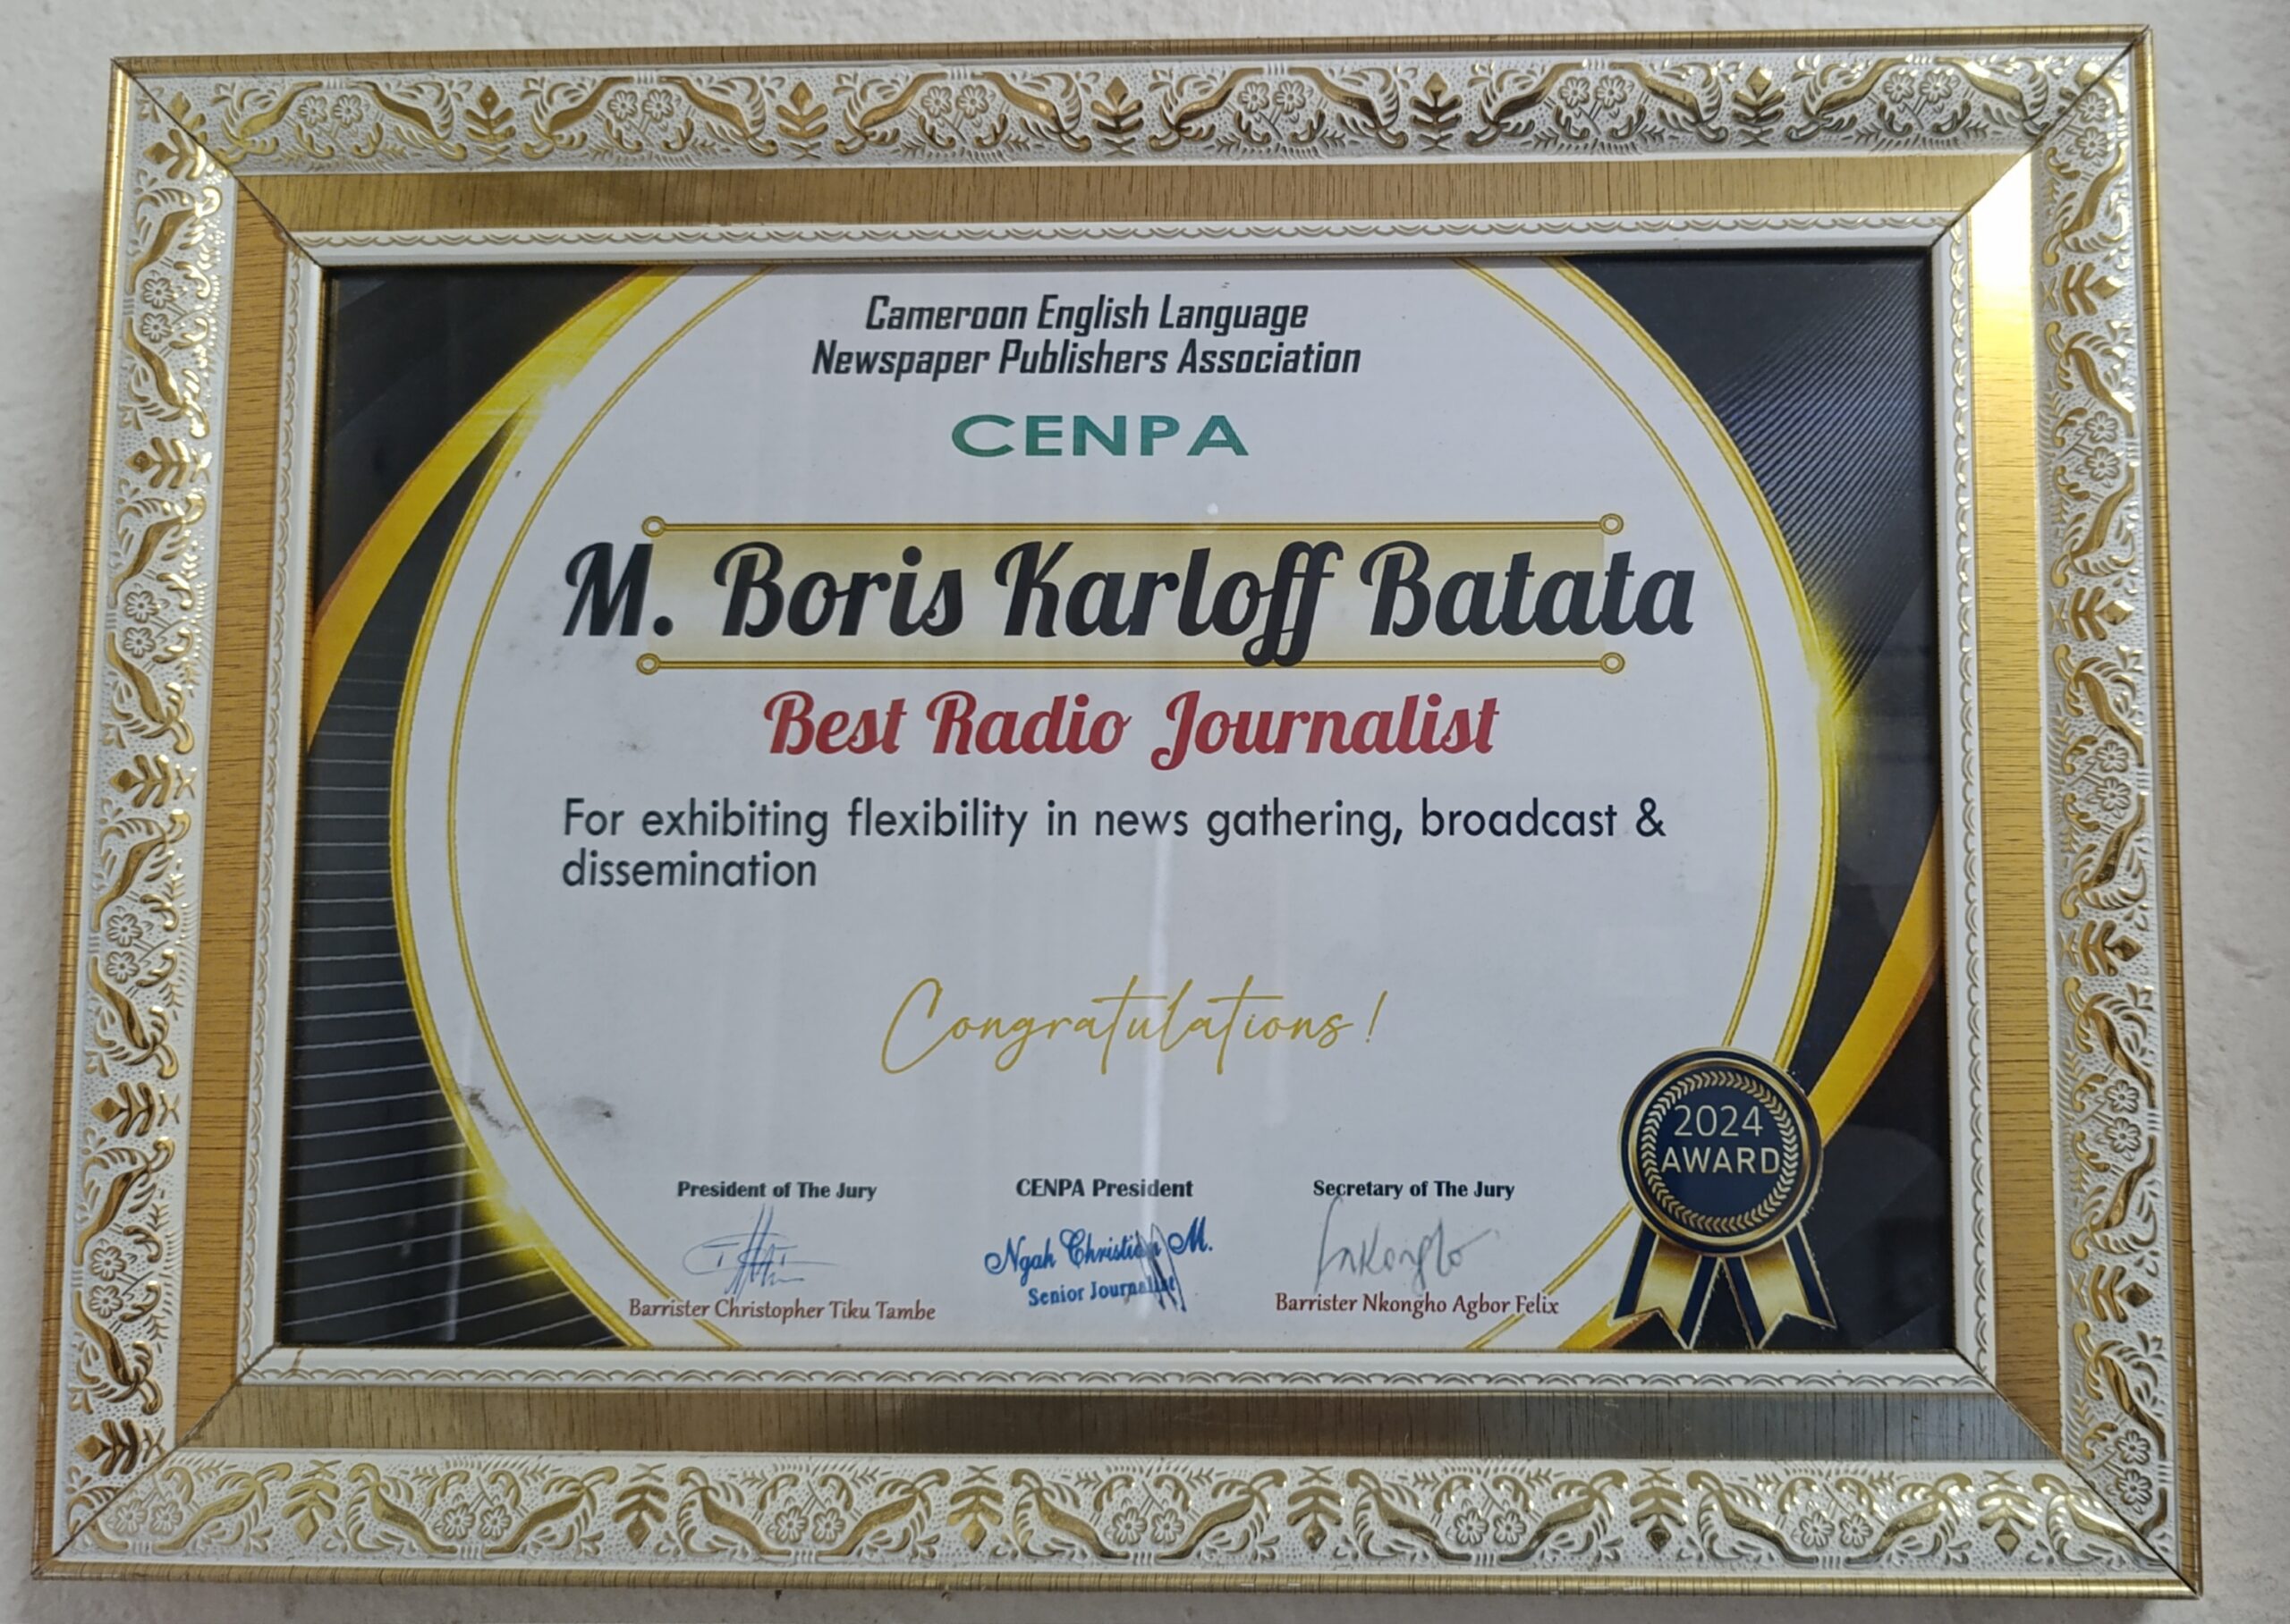 Cameroon English Language
Newspaper Publishers Association
CENPA
M. Boris Karloff Batata
Best Radio Journalist
For exhibiting flexibility in news gathering, broadcast &
dissemination
Congratulations!
2024
AWARD
President of The Jury
CENPA President
Secretary of The Jury
Ngah Christian M.
Senior Journalist
Barrister Christopher Tiku Tambe
Barrister Nkongho Agbor Felix